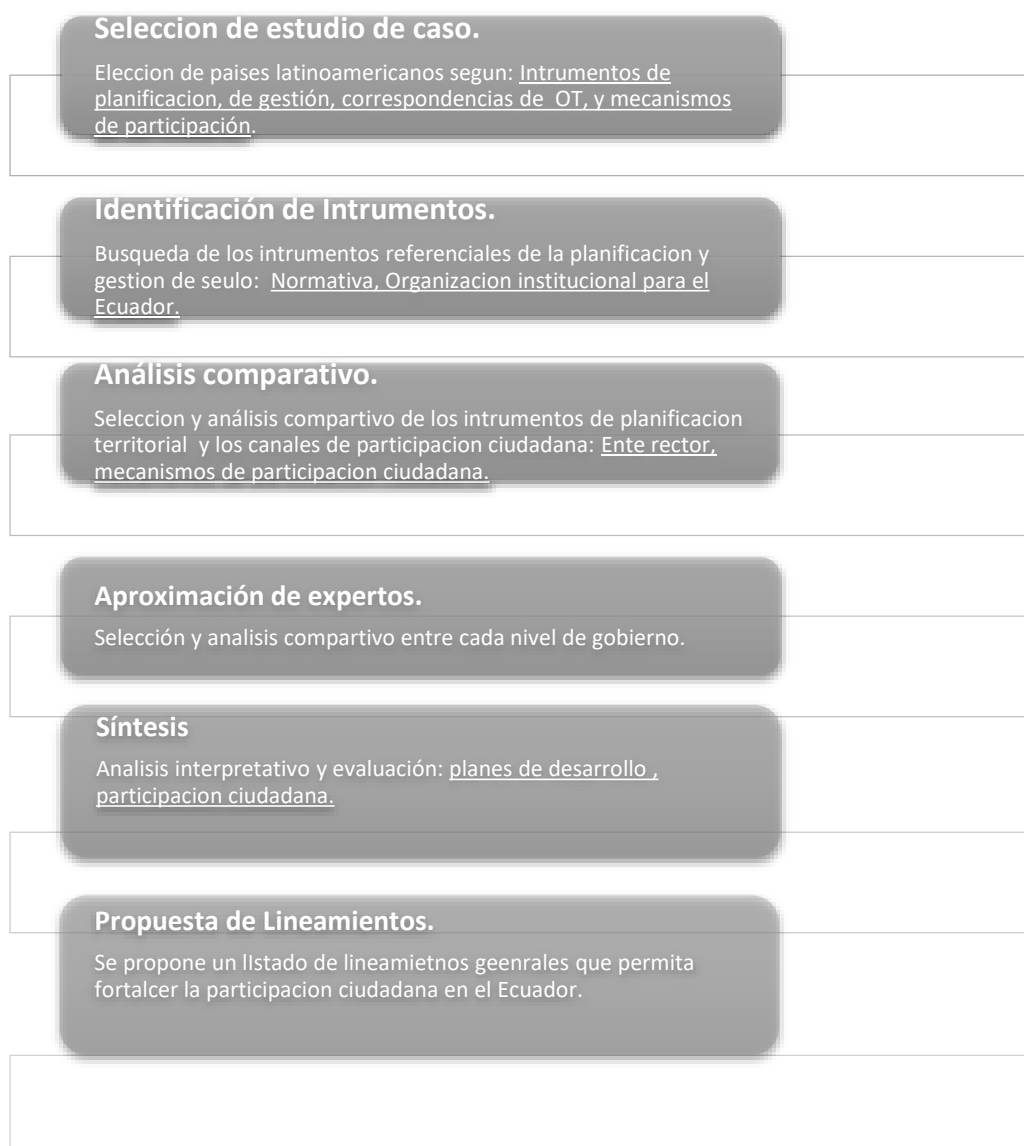 Seleccion de estudio de caso.
Eleccion de paises latinoamericanos segun: Intrumentos de
planificacion, de gestión, correspondencias de OT, y mecanismos
de participación.
Identificación de Intrumentos.
Busqueda de los intrumentos referenciales de la planificacion y
gestion de seulo: Normativa, Organizacion institucional para el
Ecuador.
Análisis comparativo.
Seleccion y análisis compartivo de los intrumentos de planificacion
territorial y los canales de participacion ciudadana: Ente rector,
mecanismos de participacion ciudadana.
Aproximación de expertos.
Selección y analisis compartivo entre cada nivel de gobierno.
Síntesis
Analisis interpretativo y evaluación: planes de desarrollo ,
participacion ciudadana.
Propuesta de Lineamientos.
Se propone un lIstado de lineamietnos geenrales que permita
fortalcer la participacion ciudadana en el Ecuador.